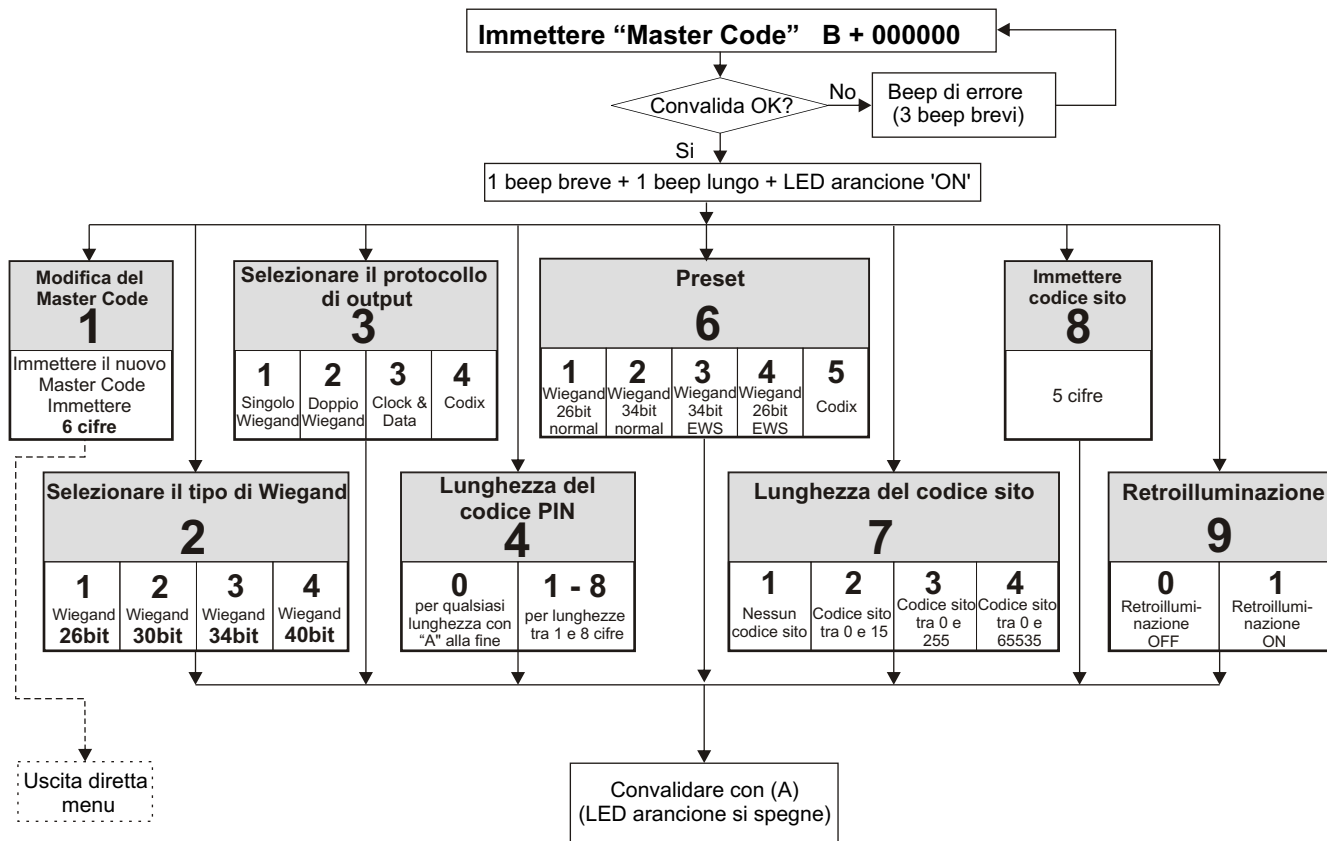 Immettere “Master Code”   B + 000000
Convalida OK?
No
Beep di errore
(3 beep brevi)
Si
1 beep breve + 1 beep lungo + LED arancione 'ON'
Modifica del
Master Code
1
Immettere il nuovo
Master Code
Immettere
6 cifre
Selezionare il protocollo
di output
3
1
Singolo
Wiegand
2
Doppio
Wiegand
3
Clock &
Data
4
Codix
Preset
6
1
Wiegand
26bit
normal
2
Wiegand
34bit
normal
3
Wiegand
34bit
EWS
4
Wiegand
26bit
EWS
5
Codix
Immettere
codice sito
8
5 cifre
Selezionare il tipo di Wiegand
2
1
Wiegand
26bit
2
Wiegand
30bit
3
Wiegand
34bit
4
Wiegand
40bit
Lunghezza del
codice PIN
4
0
per qualsiasi
lunghezza con
“A" alla fine
1 - 8
per lunghezze
tra 1 e 8 cifre
Lunghezza del codice sito
7
1
Nessun
codice sito
2
Codice sito
tra 0 e 15
3
Codice sito
tra 0 e
255
4
Codice sito
tra 0 e
65535
Retroilluminazione
9
0
Retroillumi-
nazione
OFF
1
Retroillumi-
nazione
ON
Uscita diretta
menu
Convalidare con (A)
(LED arancione si spegne)